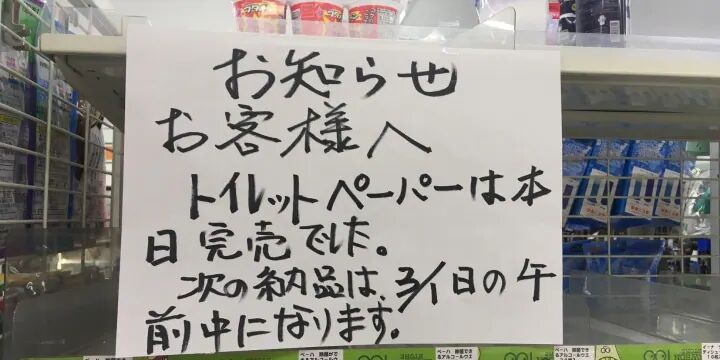 お知らせ
お客様へ
トイレットペーパーは本
日完売でした。
次の納品は、3/1日の午
前中になります。